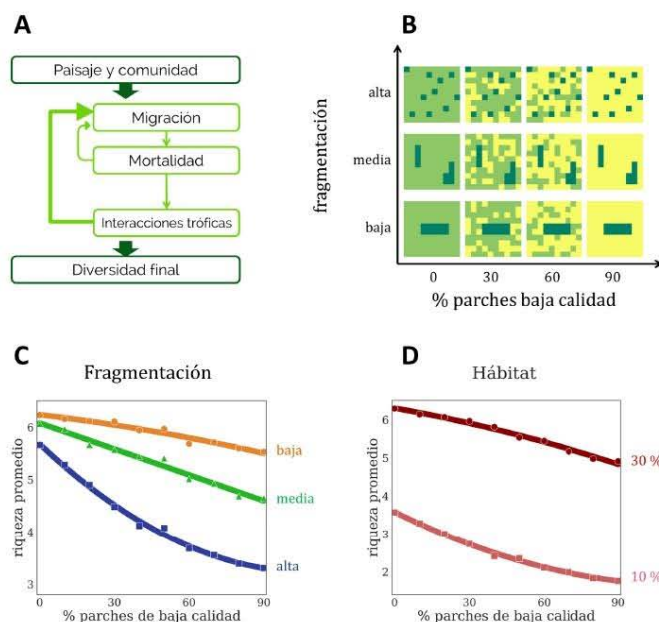 A
Paisaje y comunidad
Migración
Mortalidad
Interacciones tróficas
Diversidad final
B
fragmentación
alta
media
baja
0 30 60 90
% parches baja calidad
C
Fragmentación
riqueza promedio
6
5
4
3
baja
media
alta
0 30 60 90
% parches de baja calidad
D
Hábitat
riqueza promedio
6
5
4
3
2
30 %
10 %
0 30 60 90
% parches de baja calidad